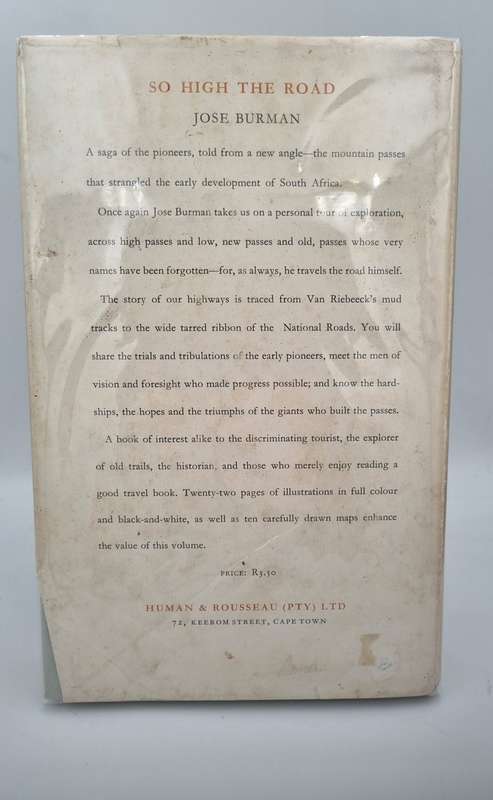 SO HIGH THE ROAD
JOSE BURMAN
A saga of the pioneers, told from a new angle—the mountain passes
that strangled the early development of South Africa.
Once again Jose Burman takes us on a personal tour of exploration,
across high passes and low, new passes and old, passes whose very
names have been forgotten—for, as always, he travels the road himself.
The story of our highways is traced from Van Riebeeck's mud
tracks to the wide tarred ribbon of the National Roads. You will
share the trials and tribulations of the early pioneers, meet the men of
vision and foresight who made progress possible; and know the hard-
ships, the hopes and the triumphs of the giants who built the passes.
A book of interest alike to the discriminating tourist, the explorer
of old trails, the historian, and those who merely enjoy reading a
good travel book. Twenty-two pages of illustrations in full colour
and black-and-white, as well as ten carefully drawn maps enhance
the value of this volume.
PRICE: R3.50
HUMAN & ROUSSEAU (PTY) LTD
72, KEEROM STREET, CAPE TOWN